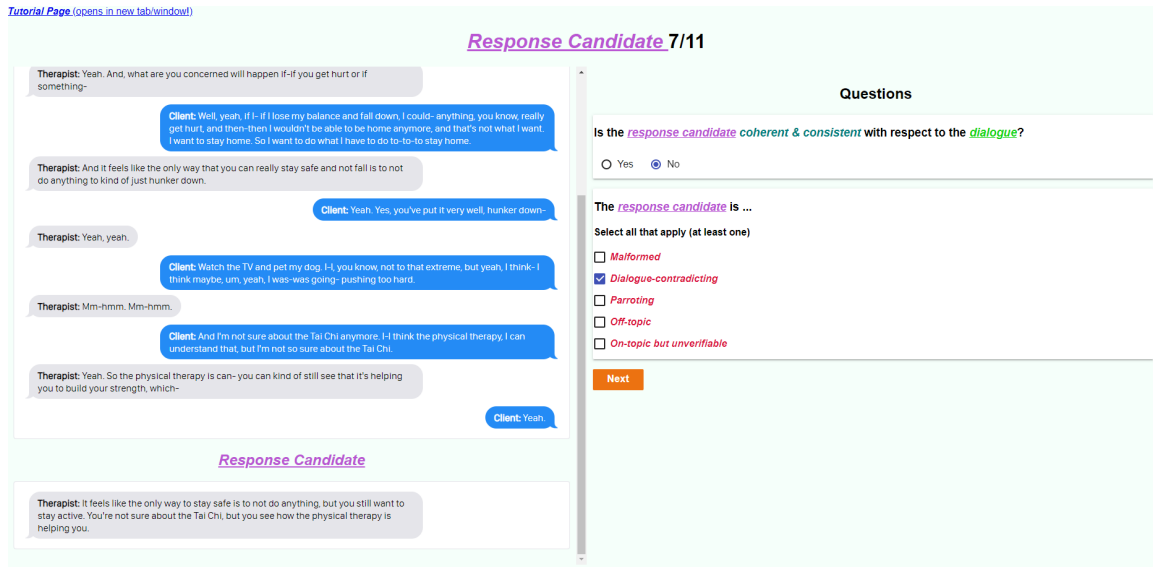 Tutorial Page (opens in new tab/window!)
Response Candidate 7/11
Therapist: Yeah. And, what are you concerned will happen if-if you get hurt or if
something-
Client: Well, yeah, if I- if I lose my balance and fall down, I could- anything, you know, really
get hurt, and then-then I wouldn't be able to be home anymore, and that's not what I want.
I want to stay home. So I want to do what I have to do to-to-to stay home.
Therapist: And it feels like the only way that you can really stay safe and not fall is to not
do anything to kind of just hunker down.
Client: Yeah. Yes, you've put it very well, hunker down-
Therapist: Yeah, yeah.
Client: Watch the TV and pet my dog. I-I, you know, not to that extreme, but yeah, I think- I
think maybe, um, yeah, I was-was going- pushing too hard.
Therapist: Mm-hmm. Mm-hmm.
Client: And I'm not sure about the Tai Chi anymore. I-I think the physical therapy, I can
understand that, but I'm not so sure about the Tai Chi.
Therapist: Yeah. So the physical therapy is can- you can kind of still see that it's helping
you to build your strength, which-
Client: Yeah.
Response Candidate
Therapist: It feels like the only way to stay safe is to not do anything, but you still want to
stay active. You're not sure about the Tai Chi, but you see how the physical therapy is
helping you.
Questions
Is the response candidate coherent & consistent with respect to the dialogue?
Yes No
The response candidate is ...
Select all that apply (at least one)
Malformed
Dialogue-contradicting
Parroting
Off-topic
On-topic but unverifiable
Next